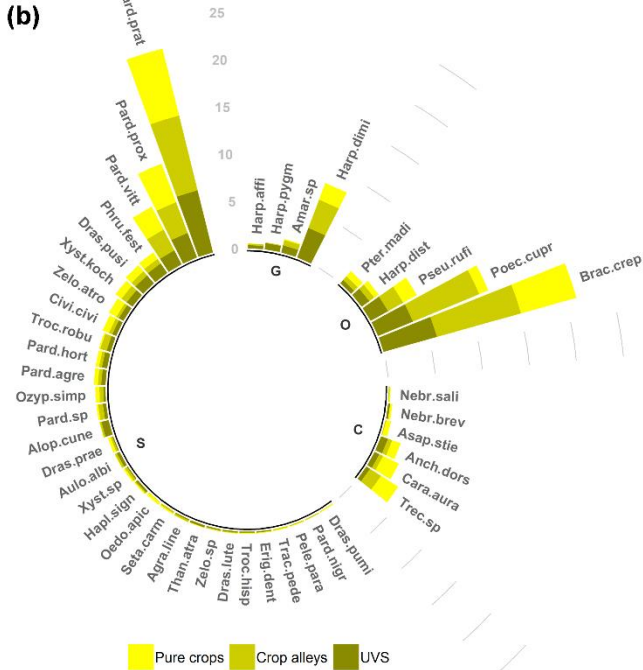 (b)
25
20
15
10
5
0
Harp.affi
Harp.pygm
Amar.sp
Harp.dimi
G
Pter.madi
Harp.dist
Pseu.rufi
Poec.cupr
Brac.crep
O
Nebr.sali
Nebr.brev
Asap.stie
Anch.dors
Cara.aura
Trec.sp
C
Dras.pumi
Pard.nigr
Pele.para
Trac.pede
Erig.dent
Troc.hisp
Dras.lute
Zelo.sp
Than.atra
Agra.line
Seta.carm
Oedo.apic
Hapl.sign
Xyst.sp
Aulo.albi
Dras.prae
Alop.cune
Pard.sp
Ozyp.simp
Pard.agre
Pard.hort
Troc.robu
Civi.civi
Zelo.atro
Xyst.koch
Dras.pusi
Phru.fest
Pard.vitt
Pard.prox
ard.prat
S
Pure crops Crop alleys UVS